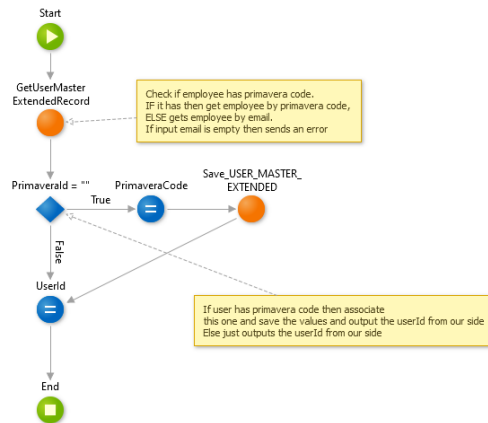 Start
GetUserMaster
ExtendedRecord
Check if employee has primavera code.
IF it has then get employee by primavera code,
ELSE gets employee by email.
If input email is empty then sends an error
PrimaveraId = ""
True
PrimaveraCode
Save_USER_MASTER_
EXTENDED
False
UserId
If user has primavera code then associate
this one and save the values and output the userId from our side
Else just outputs the userId from our side
End